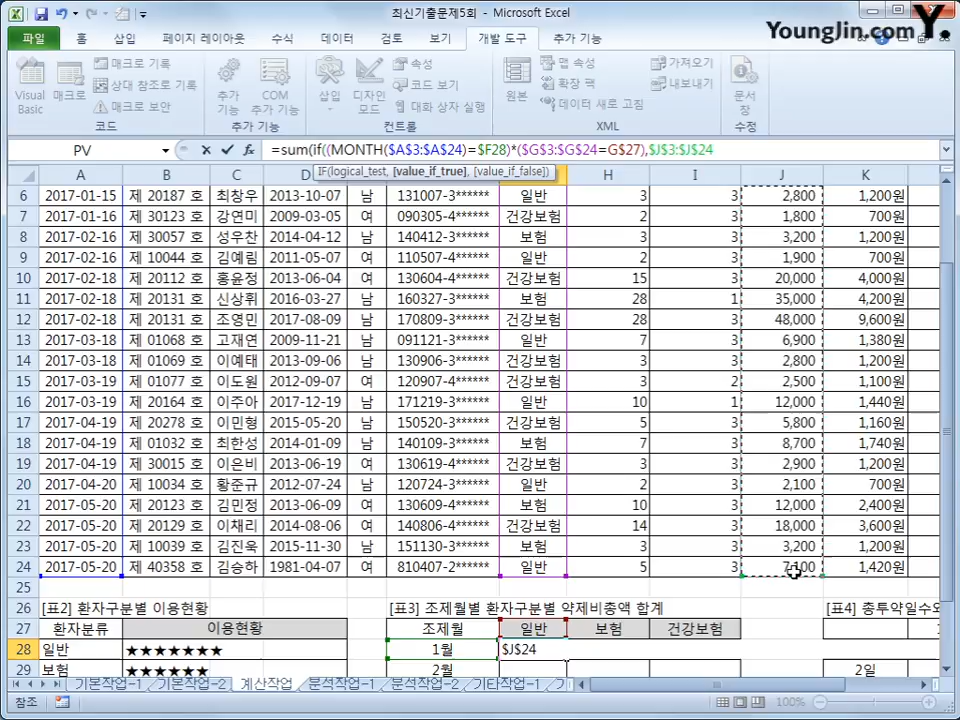 최신기출문제5회 - Microsoft Excel
Younglin.com Y.
파일 홈 삽입 페이지 레이아웃 수식 데이터 검토 보기 개발 도구 추가 기능
Visual Basic 매크로 매크로 기록 상대 참조로 기록 매크로 보안 추가 기능 COM 추가 기능 삽입 디자인 모드 속성 코드 보기 대화 상자 실행 원본 맵 속성 확장 팩 데이터 새로 고침 가져오기 내보내기 문서 창
코드 추가 기능 컨트롤 XML 수정
PV fx =sum(if((MONTH($A$3:$A$24)=$F28)*($G$3:$G$24=G$27),$J$3:$J$24
IF(logical_test, [value_if_true], [value_if_false])
A B C D H I J K
6 2017-01-15 제 20187 호 최창우 2013-10-07 남 131007-3****** 일반 3 3 2,800 1,200원
7 2017-01-16 제 30123 호 강연미 2009-03-05 여 090305-4****** 건강보험 2 3 1,800 700원
8 2017-02-16 제 30057 호 성우찬 2014-04-12 남 140412-3****** 보험 3 3 3,200 1,200원
9 2017-02-16 제 10044 호 김예림 2011-05-07 여 110507-4****** 일반 2 3 1,900 700원
10 2017-02-18 제 20112 호 홍윤정 2013-06-04 여 130604-4****** 건강보험 15 3 20,000 4,000원
11 2017-02-18 제 20131 호 신상휘 2016-03-27 남 160327-3****** 보험 28 1 35,000 4,200원
12 2017-02-18 제 20131 호 조영민 2017-08-09 남 170809-3****** 건강보험 28 3 48,000 9,600원
13 2017-03-18 제 01068 호 고재연 2009-11-21 남 091121-3****** 일반 7 3 6,900 1,380원
14 2017-03-18 제 01069 호 이예태 2013-09-06 남 130906-3****** 건강보험 3 3 2,800 1,200원
15 2017-03-19 제 01077 호 이도원 2012-09-07 여 120907-4****** 건강보험 3 2 2,500 1,100원
16 2017-03-19 제 20164 호 이주아 2017-12-19 남 171219-3****** 일반 10 1 12,000 1,440원
17 2017-04-19 제 20278 호 이민형 2015-05-20 남 150520-3****** 건강보험 5 3 5,800 1,160원
18 2017-04-19 제 01032 호 최한성 2014-01-09 남 140109-3****** 보험 7 3 8,700 1,740원
19 2017-04-19 제 30015 호 이은비 2013-06-19 여 130619-4****** 건강보험 3 3 2,900 1,200원
20 2017-04-20 제 10034 호 황준규 2012-07-24 남 120724-3****** 일반 2 3 2,100 700원
21 2017-05-20 제 20123 호 김민정 2013-06-09 여 130609-4****** 보험 10 3 12,000 2,400원
22 2017-05-20 제 20129 호 이채리 2014-08-06 여 140806-4****** 건강보험 14 3 18,000 3,600원
23 2017-05-20 제 10039 호 김진욱 2015-11-30 남 151130-3****** 보험 3 3 3,200 1,200원
24 2017-05-20 제 40358 호 김승하 1981-04-07 여 810407-2****** 일반 5 3 7,100 1,420원
25
26 [표2] 환자구분별 이용현황 [표3] 조제월별 환자구분별 약제비총액 합계 [표4] 총투약일수와
27 환자분류 이용현황 조제월 일반 보험 건강보험
28 일반 ★★★★★★★ 1월 $J$24
29 보험 ★★★★★★ 2월 2일
기본작업-1 기본작업-2 계산작업 분석작업-1 분석작업-2 기타작업-1
참조 100%